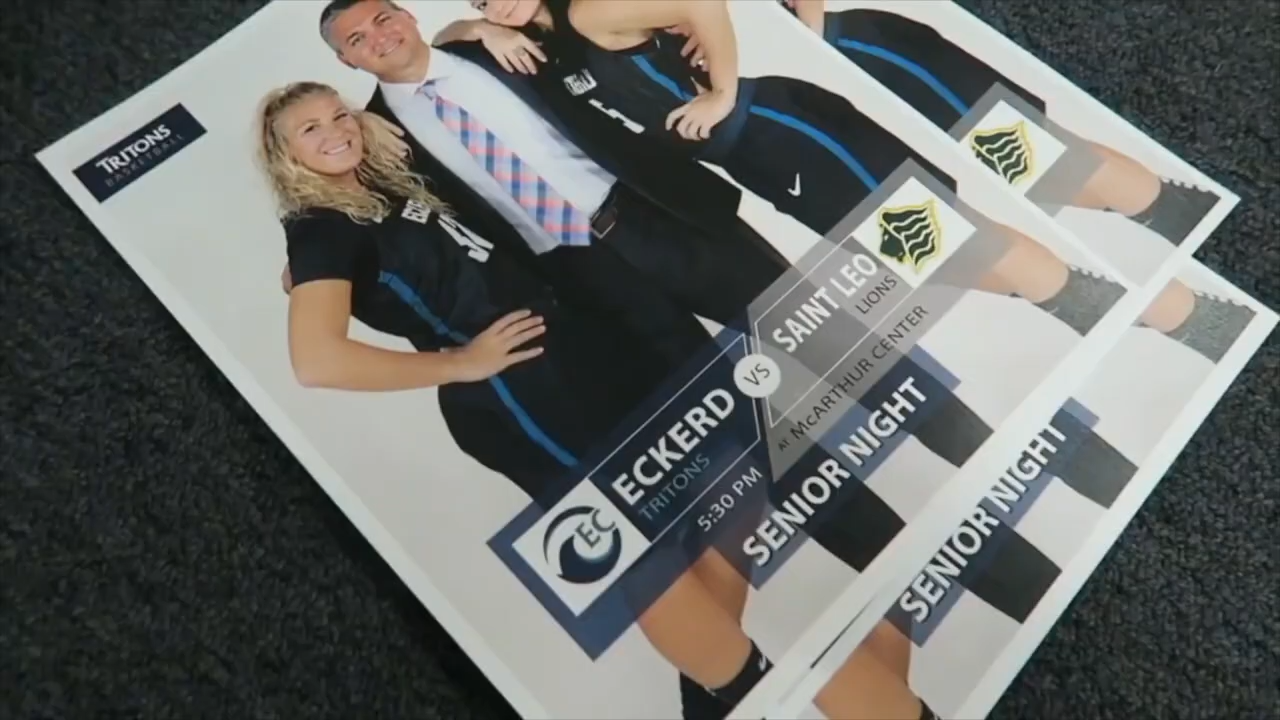 TRITONS
BASKETBALL
5
ECKERD
TRITONS
VS
SAINT LEO
LIONS
5:30 PM
AT McARTHUR CENTER
SENIOR NIGHT
EC
SENIOR NIGHT